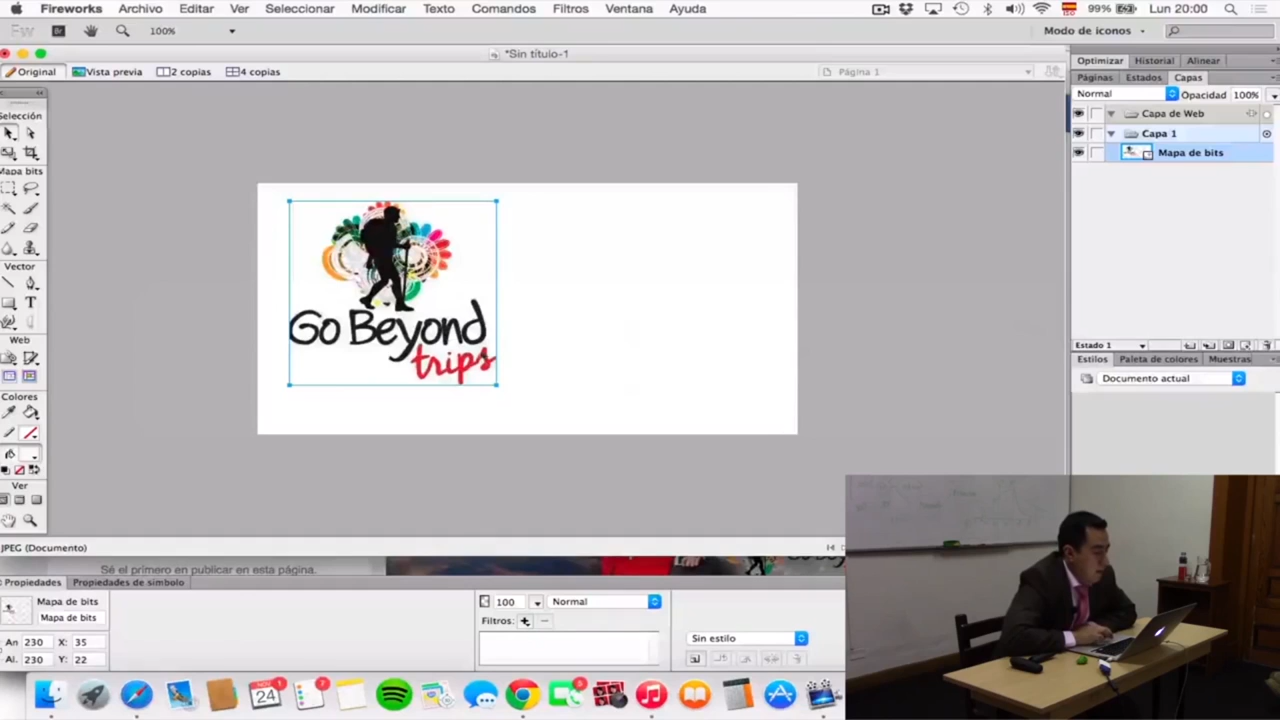 Fireworks Archivo Editar Ver Seleccionar Modificar Texto Comandos Filtros Ventana Ayuda 99% Lun 20:00
Fw Br 100% Modo de iconos
*Sin título-1
Original Vista previa 2 copias 4 copias Página 1
Optimizar Historial Alinear
Páginas Estados Capas
Normal Opacidad 100%
Capa de Web
Capa 1
Mapa de bits
Selección
Mapa bits
Vector
T
Web
Colores
Ver
Go Beyond
trips
Estado 1
Estilos Paleta de colores Muestras
Documento actual
JPEG (Documento)
Sé el primero en publicar en esta página.
Propiedades Propiedades de símbolo
Mapa de bits
Mapa de bits
An 230 X: 35
Al. 230 Y: 22
100 Normal
Filtros:
Sin estilo
NOV
24